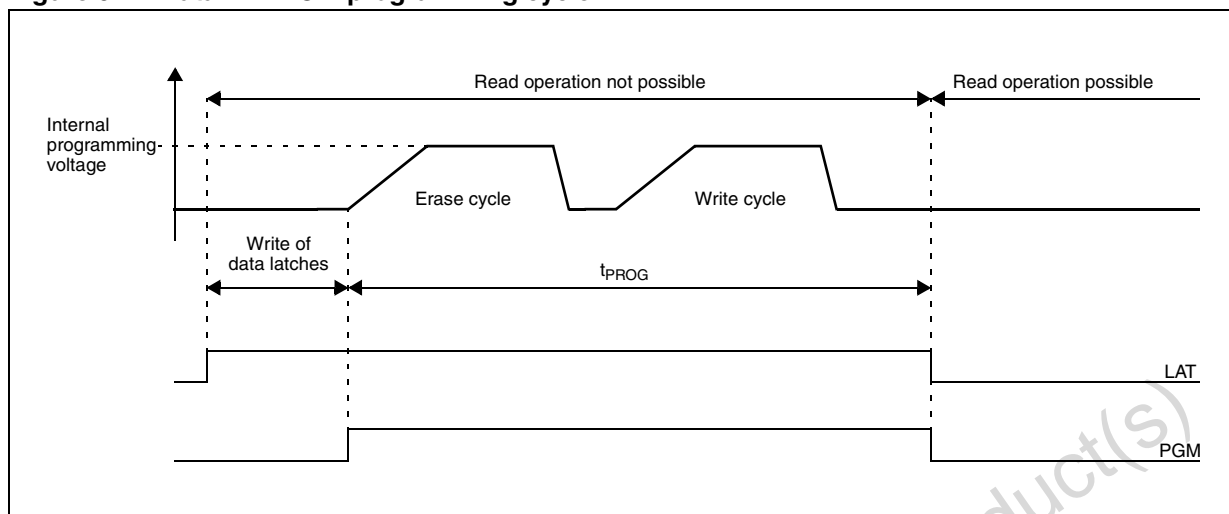 Read operation not possible
Read operation possible
Internal
programming
voltage
Erase cycle
Write cycle
Write of
data latches
tPROG
LAT
PGM